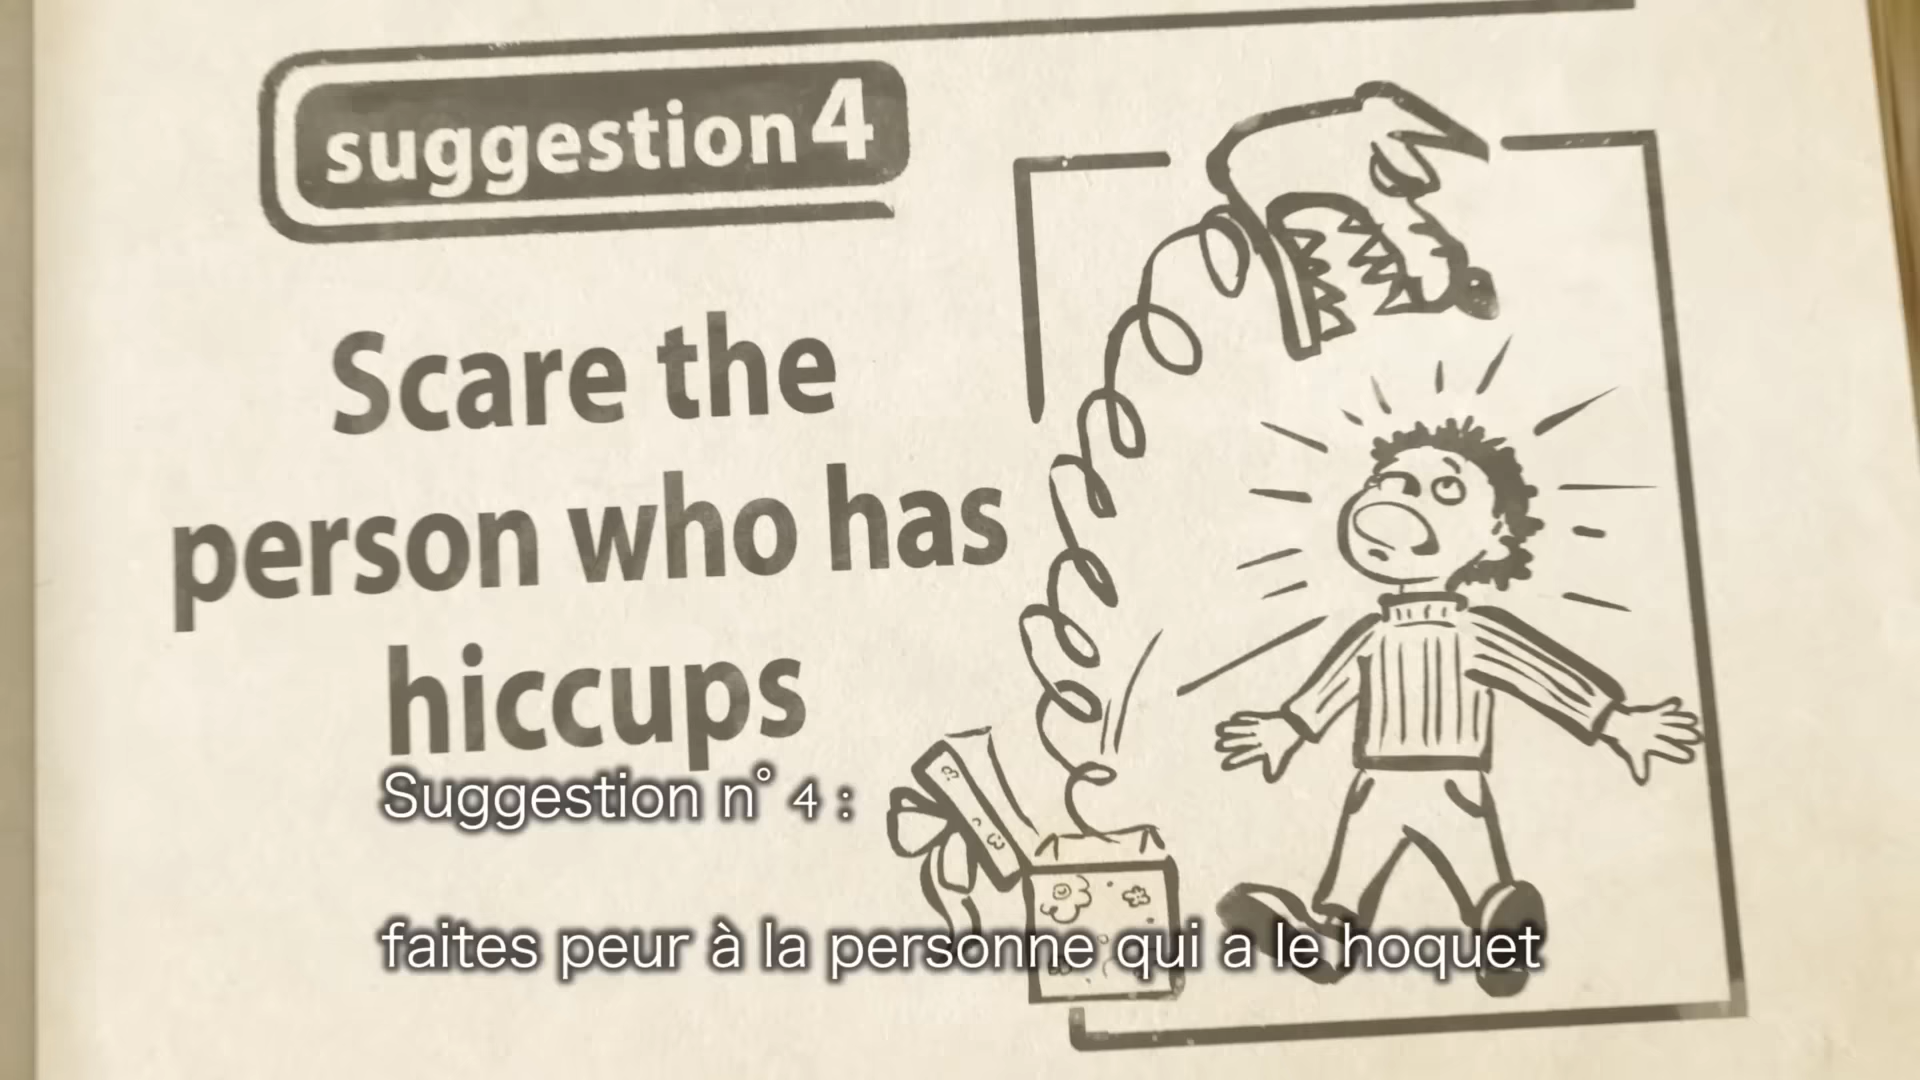 suggestion 4
Scare the
person who has
hiccups
Suggestion n° 4 :
faites peur à la personne qui a le hoquet